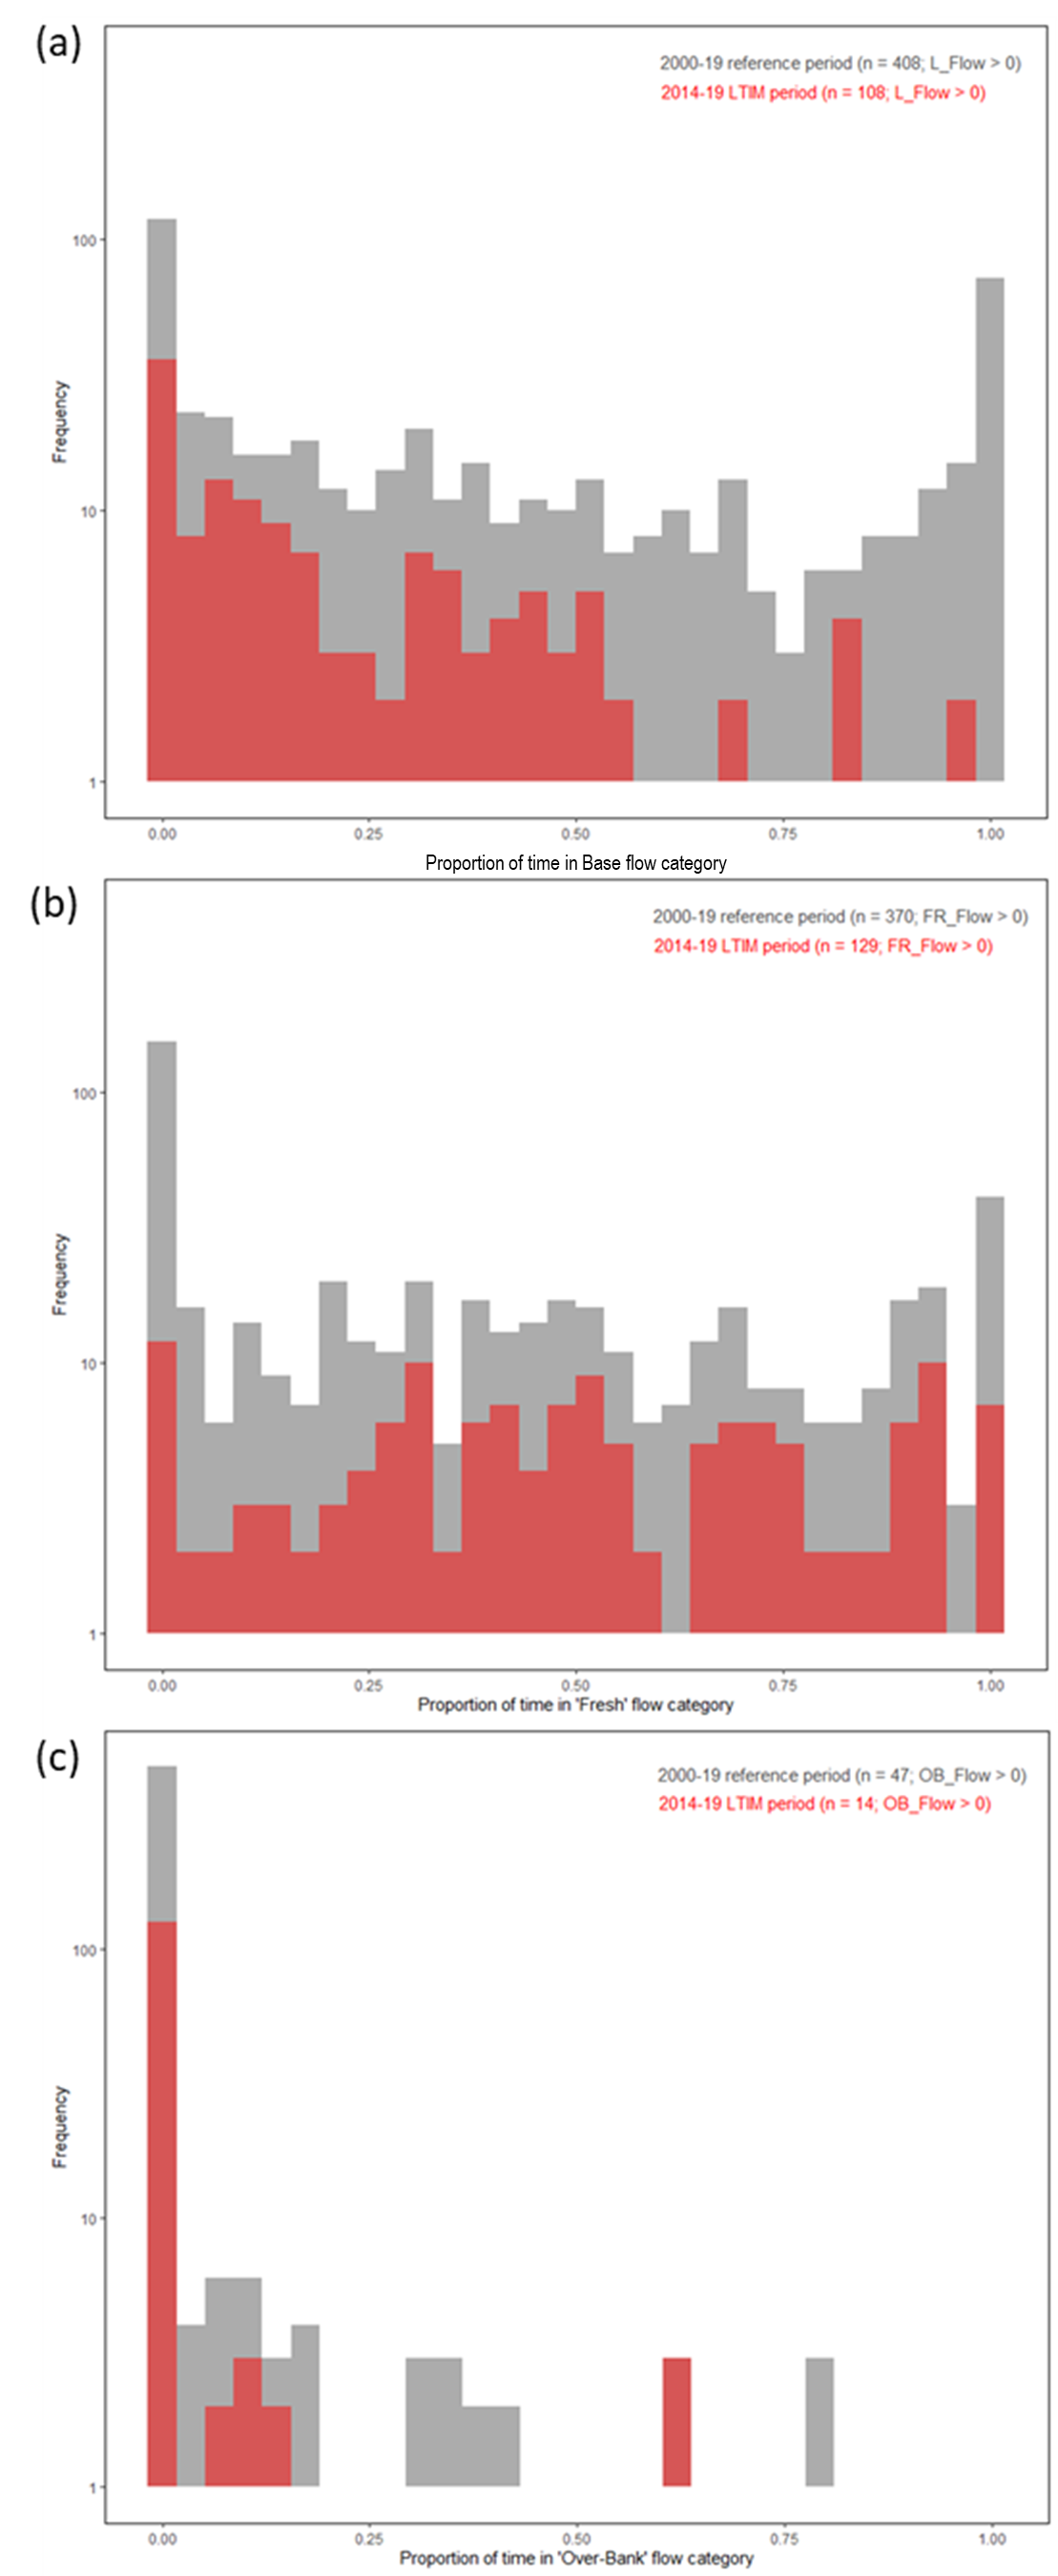 (a)
2000-19 reference period (n = 408; L_Flow > 0)
2014-19 LTIM period (n = 108; L_Flow > 0)
100
10
1
Frequency
0.00 0.25 0.50 0.75 1.00
Proportion of time in Base flow category
(b)
2000-19 reference period (n = 370; FR_Flow > 0)
2014-19 LTIM period (n = 129; FR_Flow > 0)
100
10
1
Frequency
0.00 0.25 0.50 0.75 1.00
Proportion of time in 'Fresh' flow category
(c)
2000-19 reference period (n = 47; OB_Flow > 0)
2014-19 LTIM period (n = 14; OB_Flow > 0)
100
10
1
Frequency
0.00 0.25 0.50 0.75 1.00
Proportion of time in 'Over-Bank' flow category